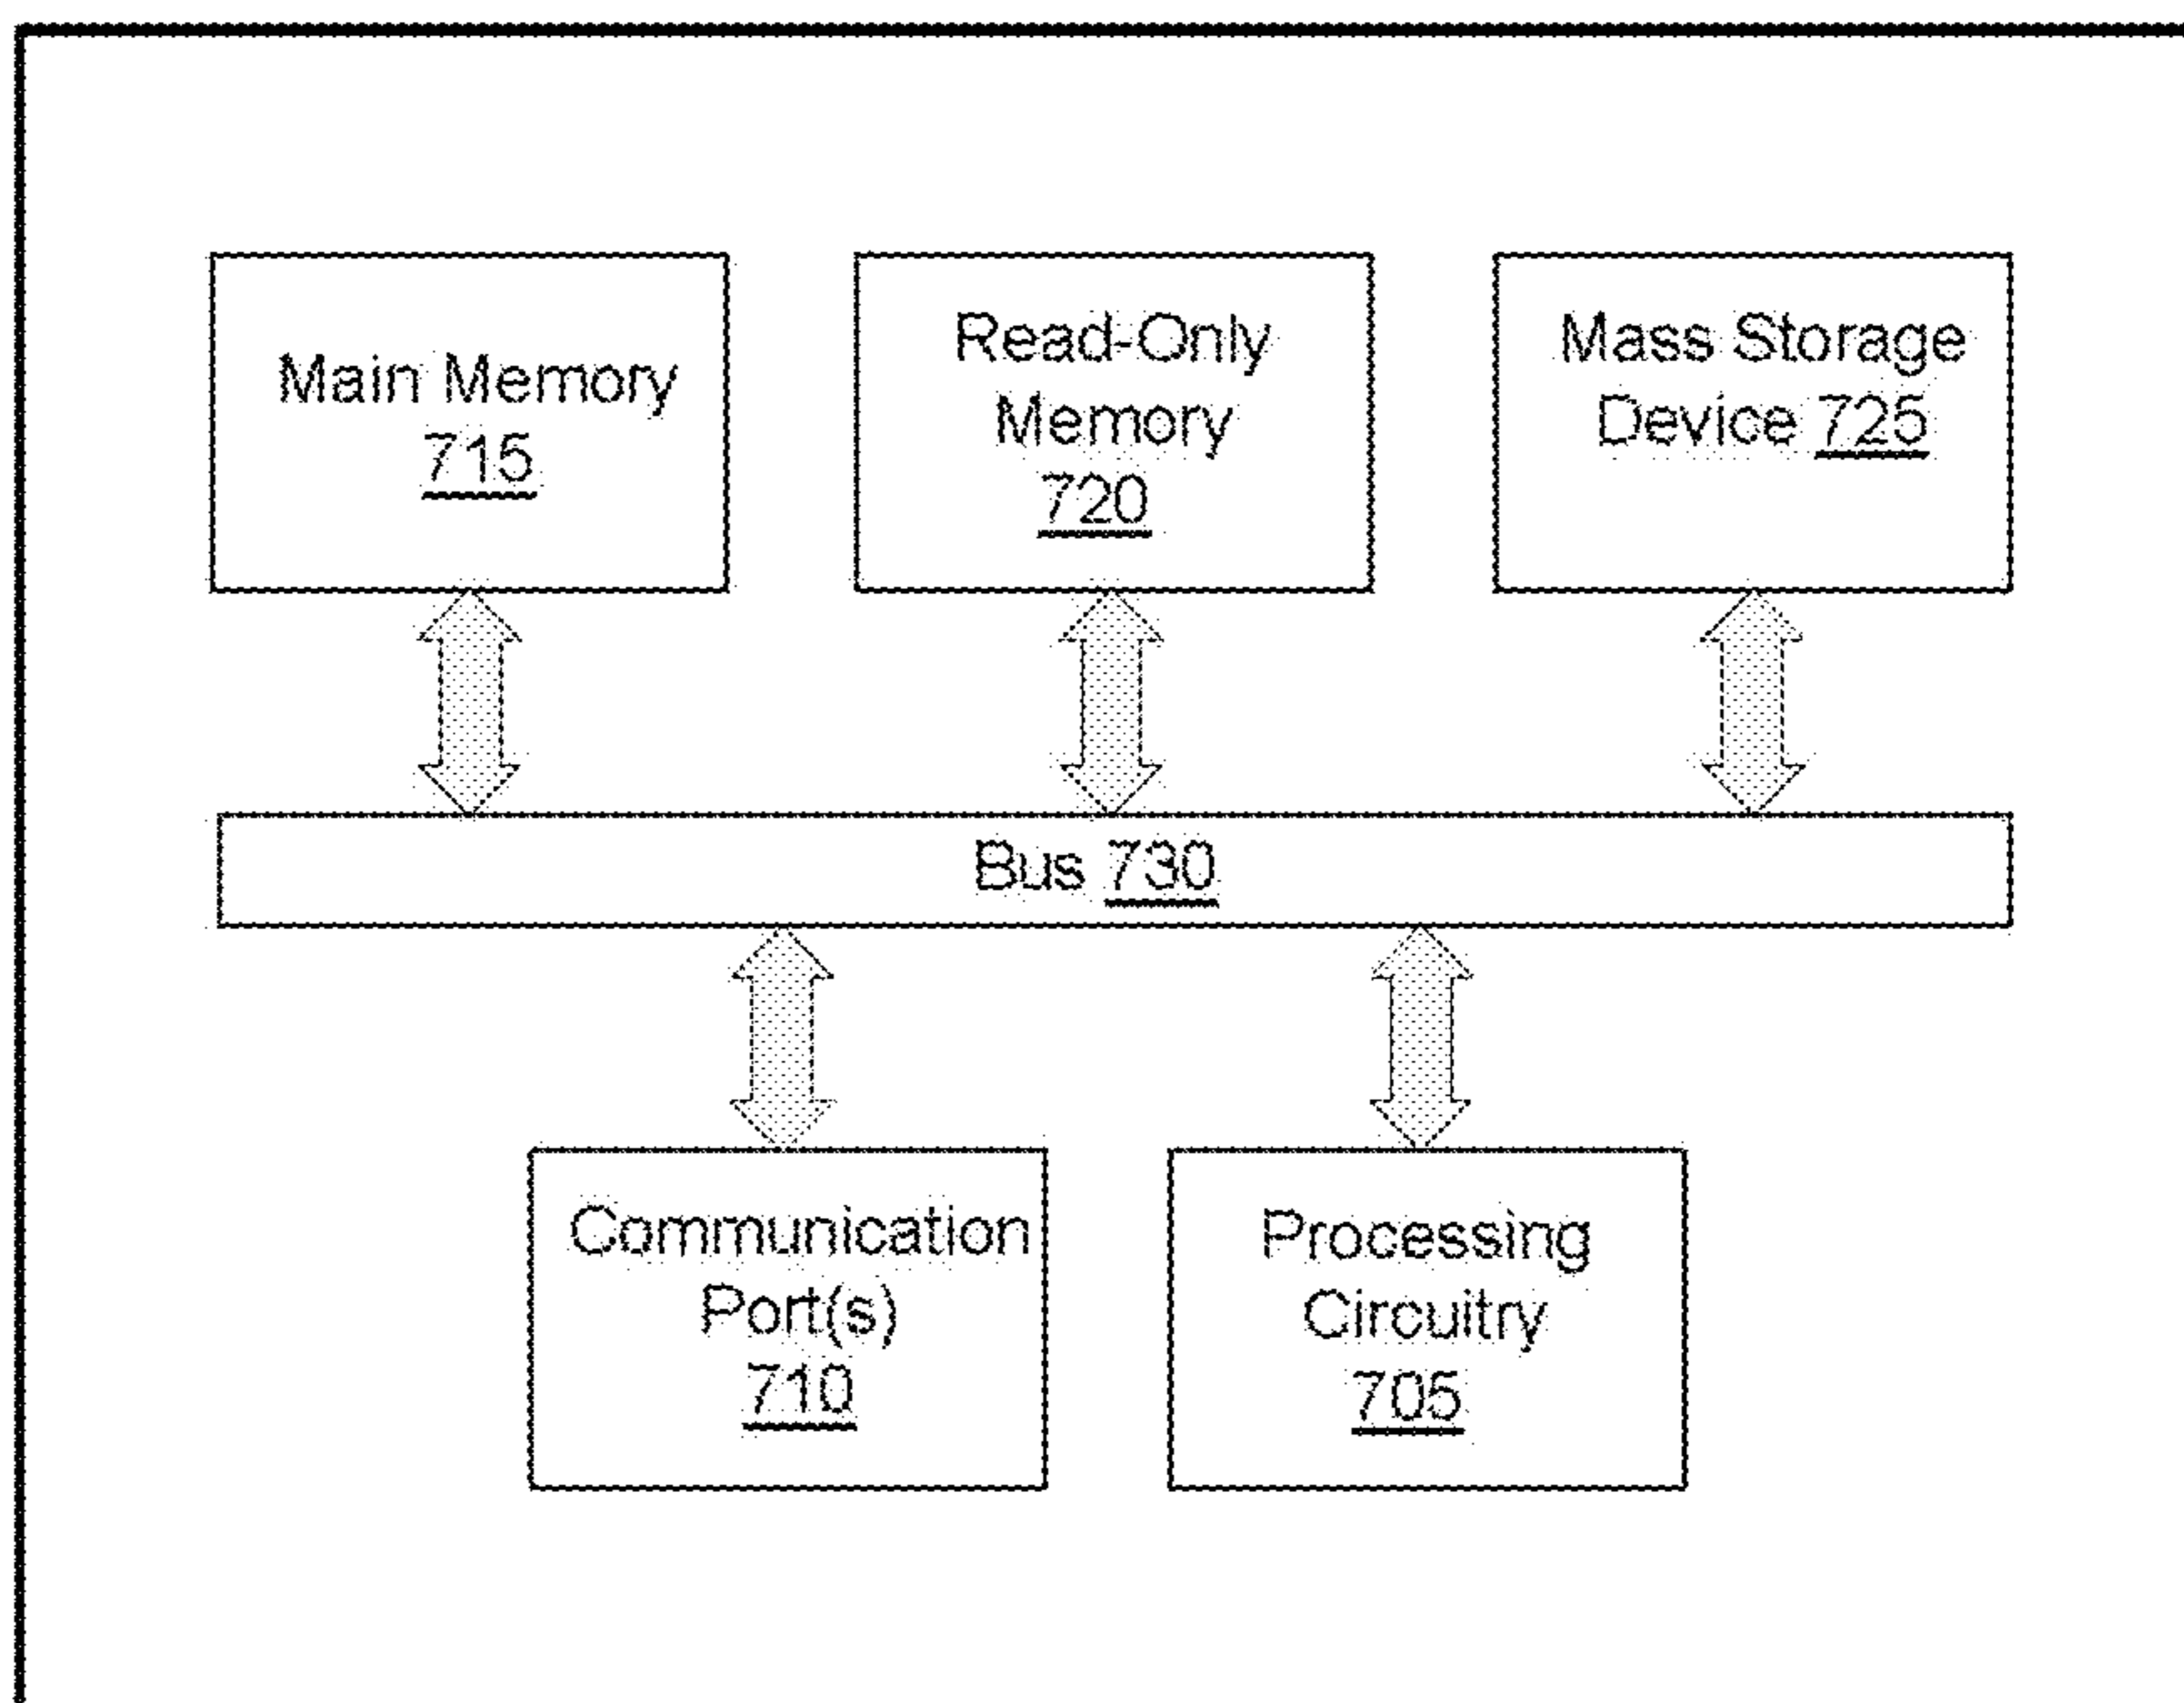 Main Memory
715
Read-Only
Memory
720
Mass Storage
Device 725
Bus 730
Communication
Port(s)
710
Processing
Circuitry
705